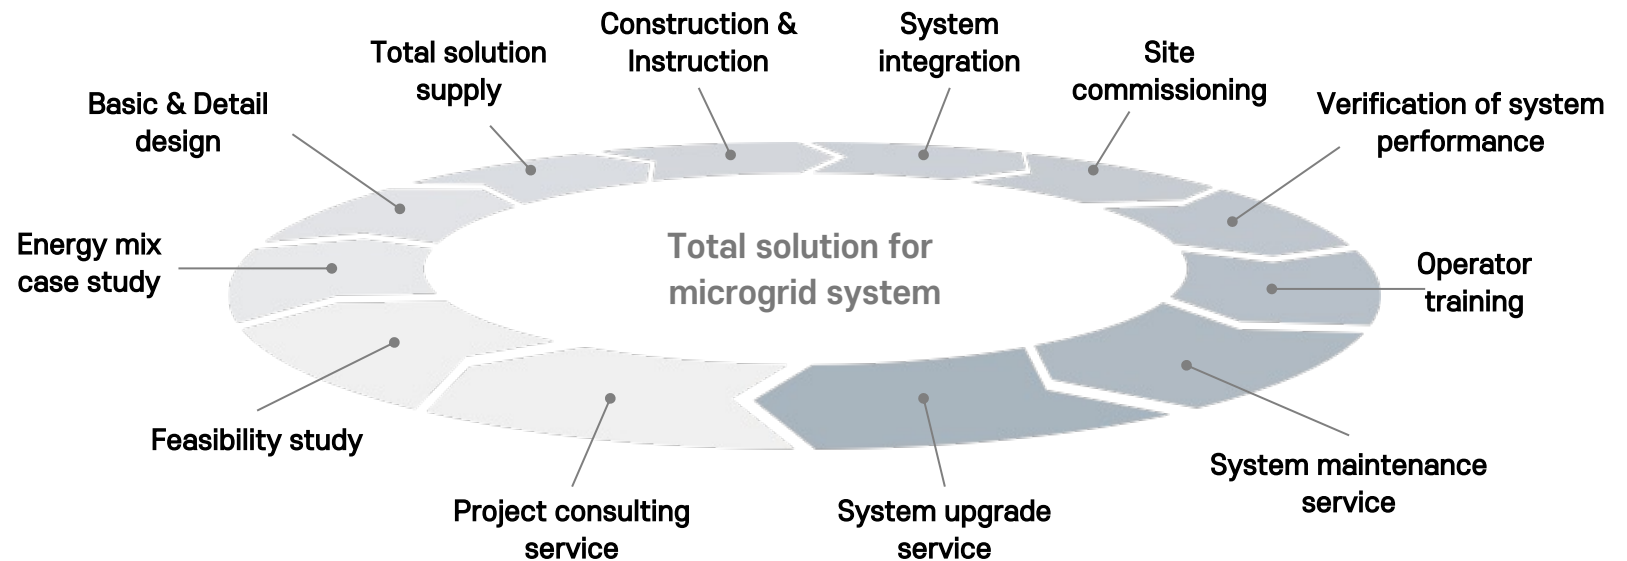 Construction &
Instruction
System
integration
Total solution
supply
Site
commissioning
Basic & Detail
design
Verification of system
performance
Energy mix
case study
Total solution for
microgrid system
Operator
training
Feasibility study
System maintenance
service
Project consulting
service
System upgrade
service